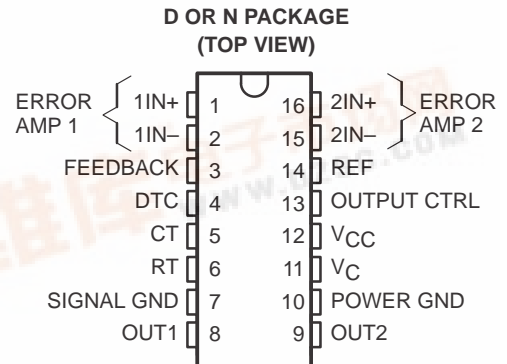 D OR N PACKAGE
(TOP VIEW)
ERROR AMP 1
1IN+ 1 16 2IN+
1IN– 2 15 2IN–
ERROR AMP 2
FEEDBACK 3 14 REF
DTC 4 13 OUTPUT CTRL
CT 5 12 VCC
RT 6 11 VC
SIGNAL GND 7 10 POWER GND
OUT1 8 9 OUT2